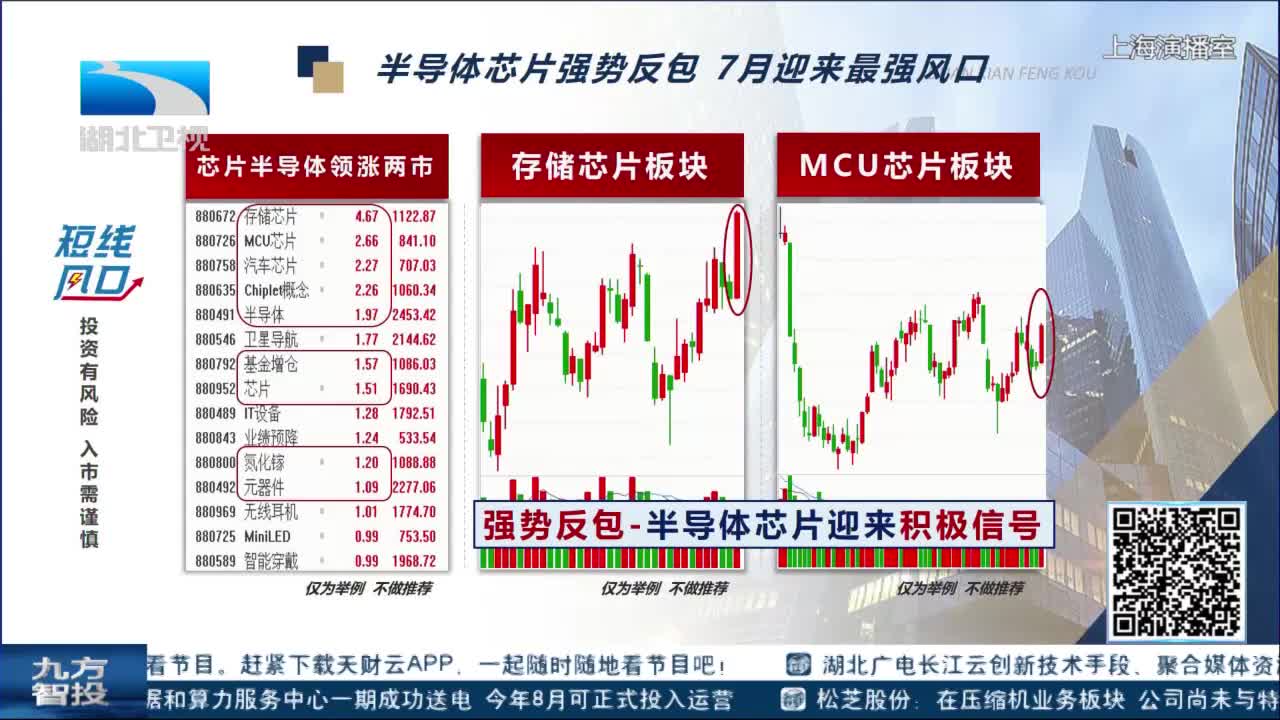 半导体芯片强势反包 7月迎来最强风口
上海演播室
湖北卫视
短线
风口
投资有风险 入市需谨慎
芯片半导体领涨两市
880672 存储芯片 4.67 1122.87
880726 MCU芯片 2.66 841.10
880758 汽车芯片 2.27 707.03
880635 Chiplet概念 2.26 1060.34
880491 半导体 1.97 2453.42
880546 卫星导航 1.77 2144.62
880792 基金增仓 1.57 1086.03
880952 芯片 1.51 1690.43
880489 IT设备 1.28 1792.51
880843 业绩预降 1.24 533.54
880800 氮化镓 1.20 1088.88
880492 元器件 1.09 2277.06
880969 无线耳机 1.01 1774.70
880725 MiniLED 0.99 753.50
880589 智能穿戴 0.99 1968.72
仅为举例 不做推荐
存储芯片板块
仅为举例 不做推荐
MCU芯片板块
仅为举例 不做推荐
强势反包-半导体芯片迎来积极信号
九方
智投
看节目。赶紧下载天财云APP，一起随时随地看节目吧！ 湖北广电长江云创新技术手段、聚合媒体资
据和算力服务中心一期成功送电 今年8月可正式投入运营 松芝股份：在压缩机业务板块 公司尚未与特